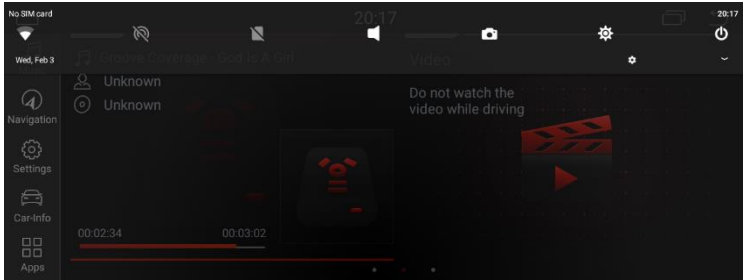 No SIM card
20:17
20:17
Wed, Feb 3
Groove Coverage - God Is A Girl
Video
Unknown
Unknown
Do not watch the
video while driving
Navigation
Settings
Car-Info
Apps
00:02:34
00:03:02